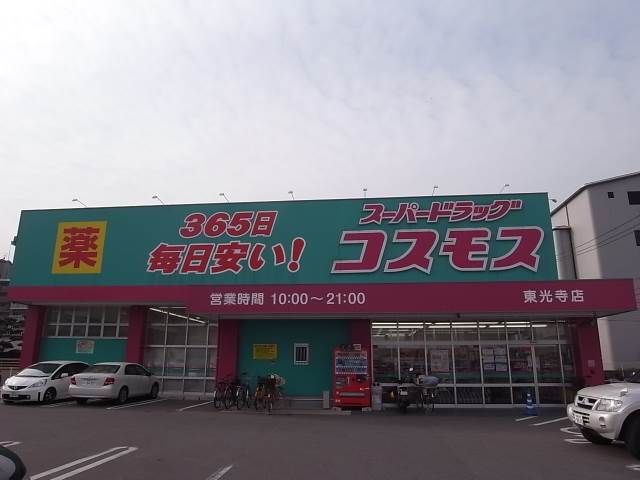 薬
365日
毎日安い!
スーパードラッグ
コスモス
営業時間 10:00～21:00
東光寺店